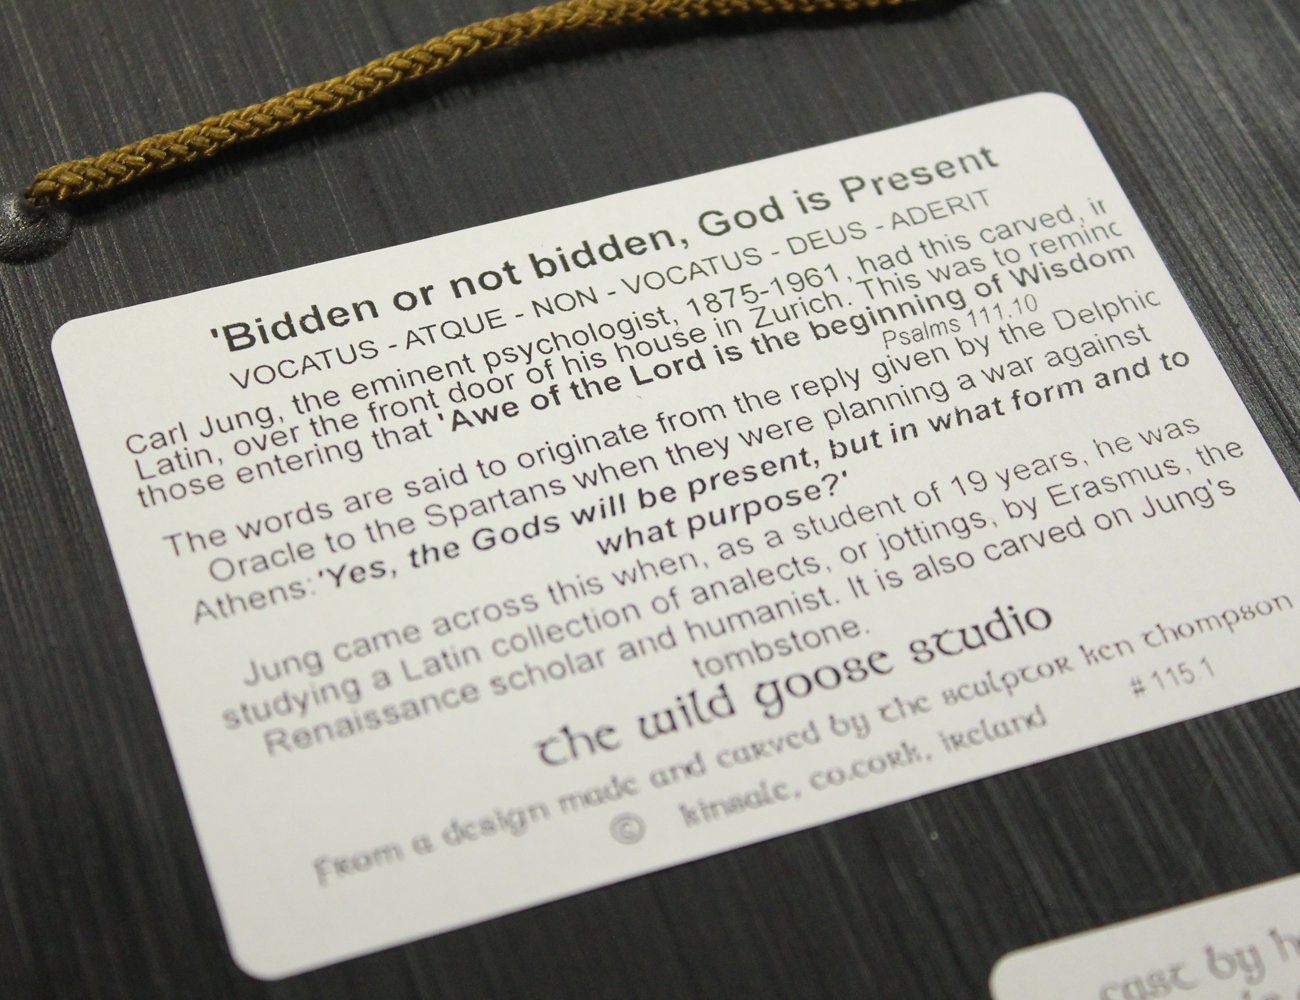 'Bidden or not bidden, God is Present
VOCATUS - ATQUE - NON - VOCATUS - DEUS - ADERIT
Carl Jung, the eminent psychologist, 1875-1961, had this carved, in
Latin, over the front door of his house in Zurich. This was to remind
those entering that 'Awe of the Lord is the beginning of Wisdom
Psalms 111.10
The words are said to originate from the reply given by the Delphic
Oracle to the Spartans when they were planning a war against
Athens: 'Yes, the Gods will be present, but in what form and to
what purpose?'
Jung came across this when, as a student of 19 years, he was
studying a Latin collection of analects, or jottings, by Erasmus, the
Renaissance scholar and humanist. It is also carved on Jung's
tombstone.
the wild goose studio
From a design made and carved by the sculptor ken thompson
© kinsale, co.cork, ireland # 115.1
cast by